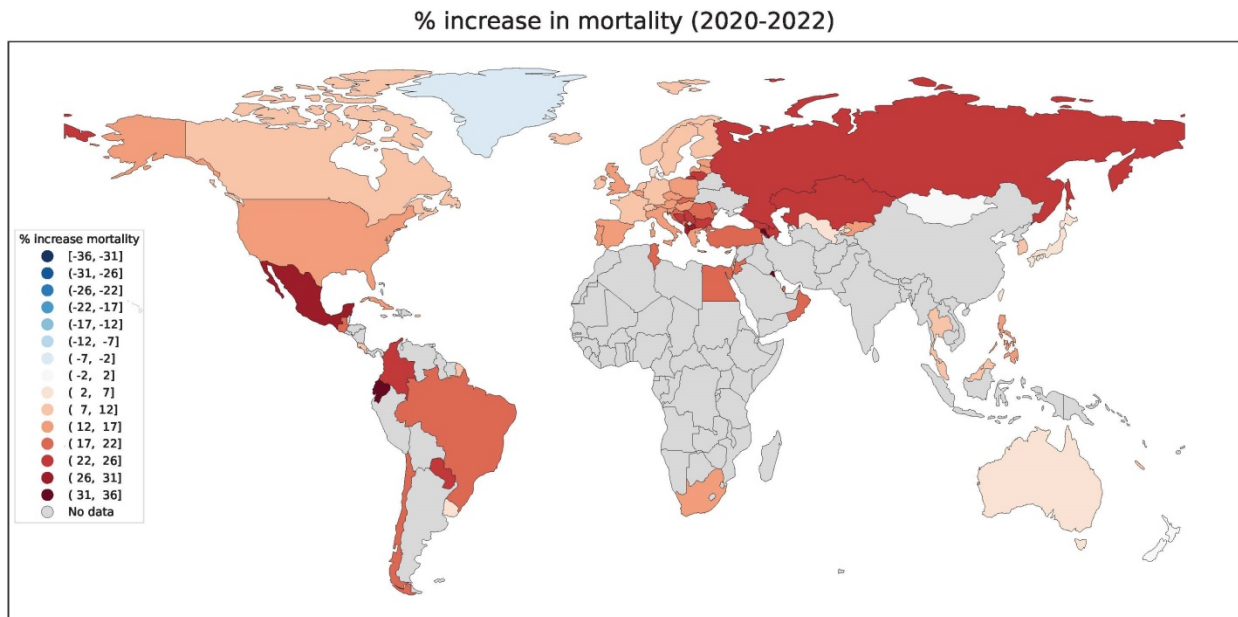 % increase in mortality (2020-2022)
% Increase mortality
[-36, -31]
(-31, -26]
(-26, -22]
(-22, -17]
(-17, -12]
(-12, -7]
( -7, -2]
( -2, 2]
( 2, 7]
( 7, 12]
( 12, 17]
( 17, 22]
( 22, 26]
( 26, 31]
( 31, 36]
No data